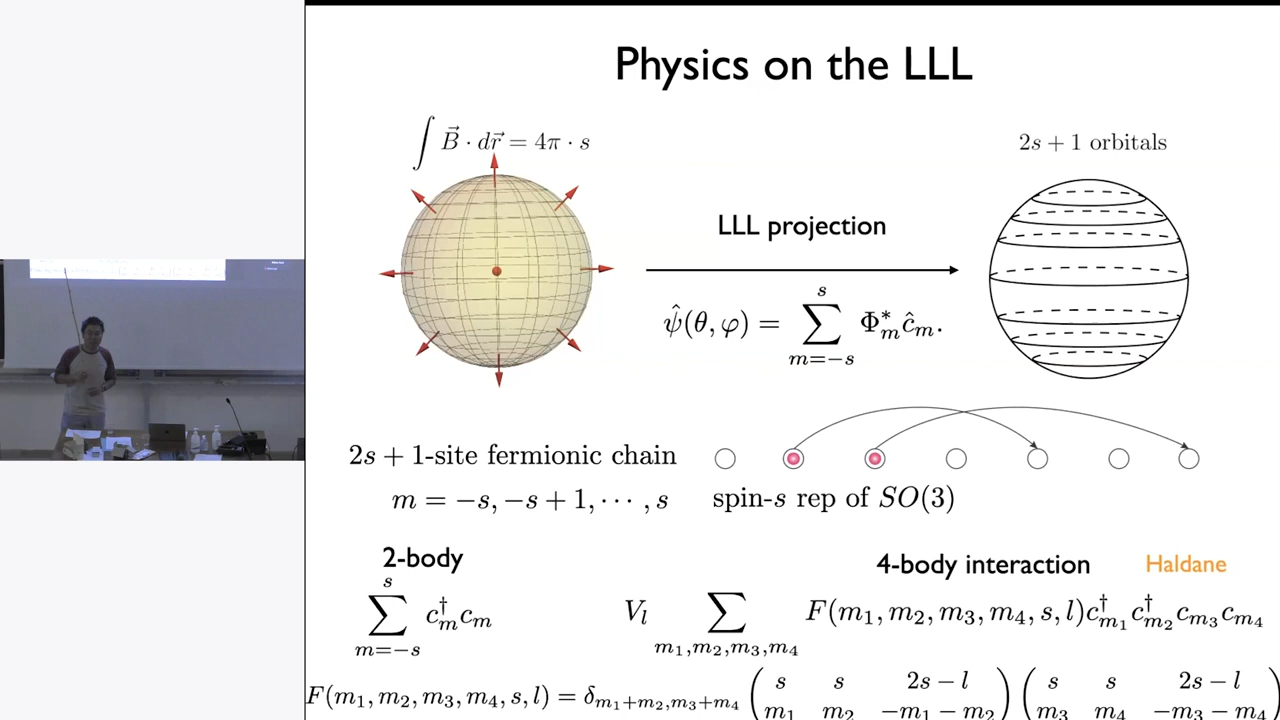 Physics on the LLL
∫ B⃗ · dr⃗ = 4π · s
2s + 1 orbitals
LLL projection
ψ̂(θ, φ) = ∑_{m=−s}^{s} Φ*_m ĉ_m.
2s + 1-site fermionic chain
m = −s, −s + 1, ⋯ , s spin-s rep of SO(3)
2-body 4-body interaction Haldane
∑_{m=−s}^{s} c†_m c_m V_l ∑_{m₁,m₂,m₃,m₄} F(m₁, m₂, m₃, m₄, s, l)c†_{m₁}c†_{m₂}c_{m₃}c_{m₄}
F(m₁, m₂, m₃, m₄, s, l) = δ_{m₁+m₂,m₃+m₄} ( s s 2s − l ; m₁ m₂ −m₁ − m₂ ) ( s s 2s − l ; m₃ m₄ −m₃ − m₄ )